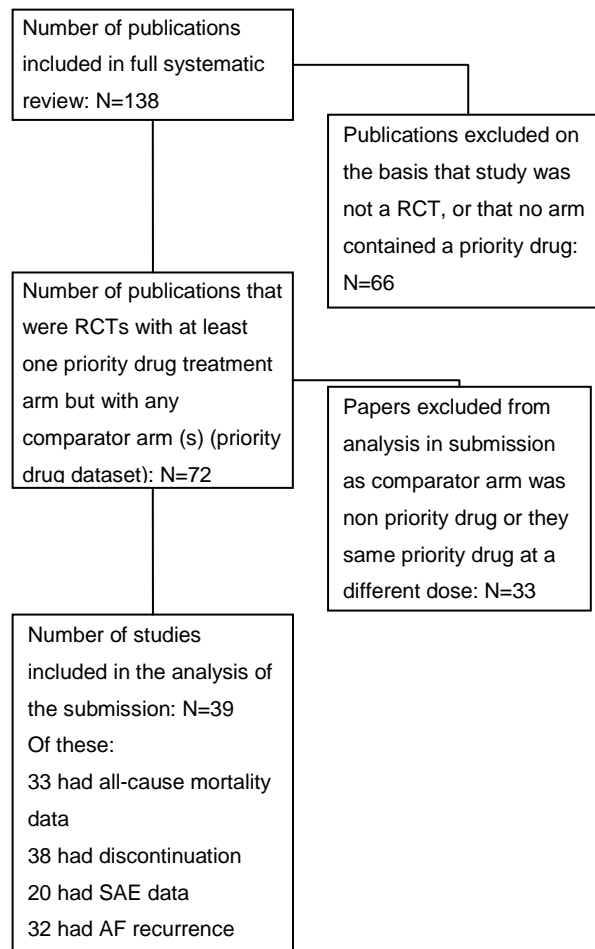 Number of publications
included in full systematic
review: N=138
Publications excluded on
the basis that study was
not a RCT, or that no arm
contained a priority drug:
N=66
Number of publications that
were RCTs with at least
one priority drug treatment
arm but with any
comparator arm (s) (priority
drug dataset): N=72
Papers excluded from
analysis in submission
as comparator arm was
non priority drug or they
same priority drug at a
different dose: N=33
Number of studies
included in the analysis of
the submission: N=39
Of these:
33 had all-cause mortality
data
38 had discontinuation
20 had SAE data
32 had AF recurrence